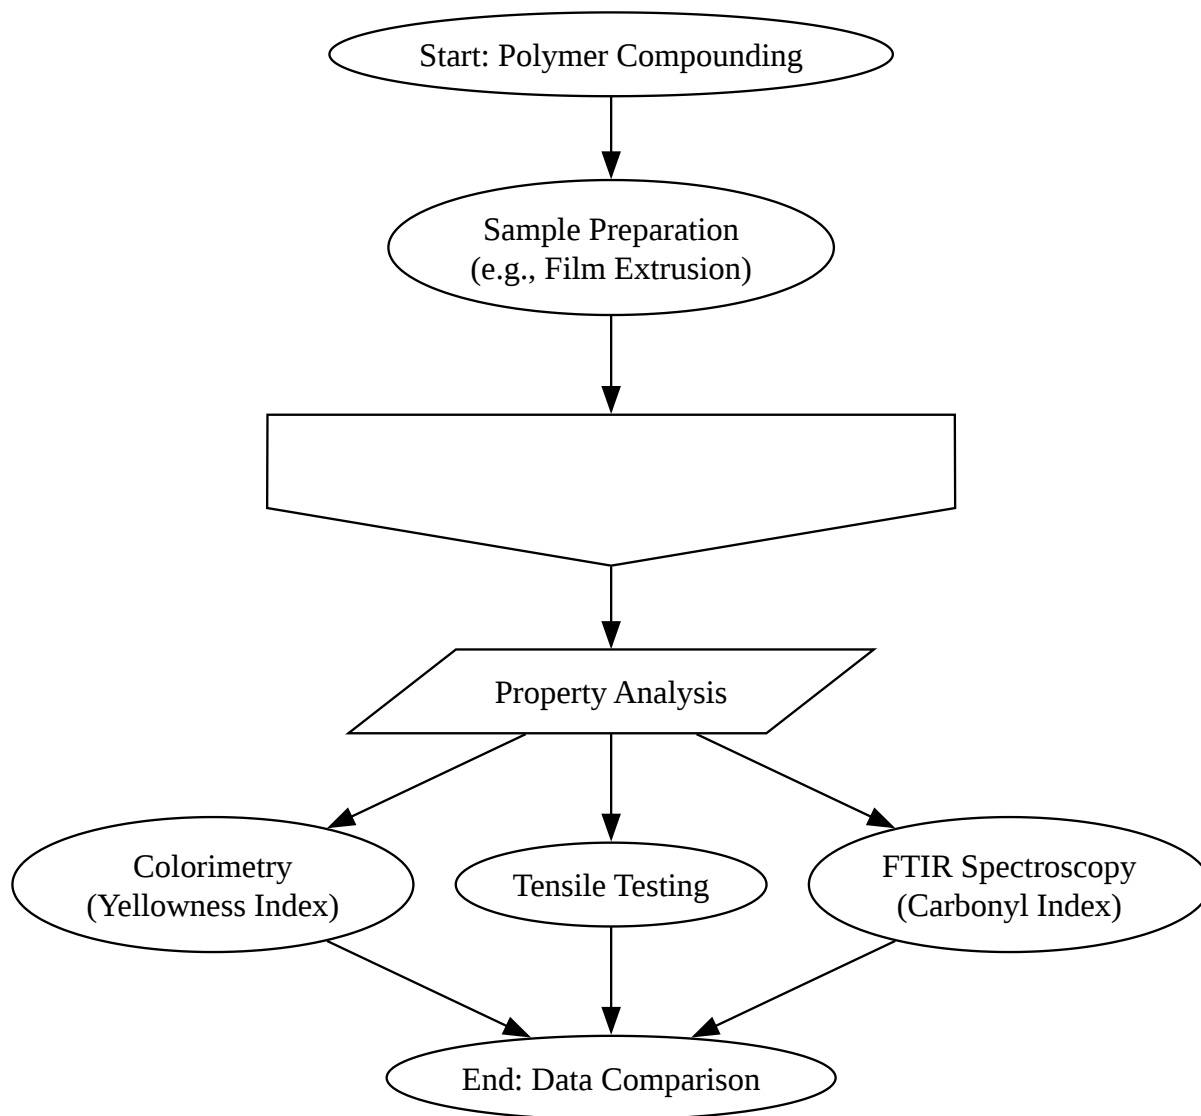 Start: Polymer Compounding
Sample Preparation
(e.g., Film Extrusion)
Property Analysis
Colorimetry
(Yellowness Index)
Tensile Testing
FTIR Spectroscopy
(Carbonyl Index)
End: Data Comparison